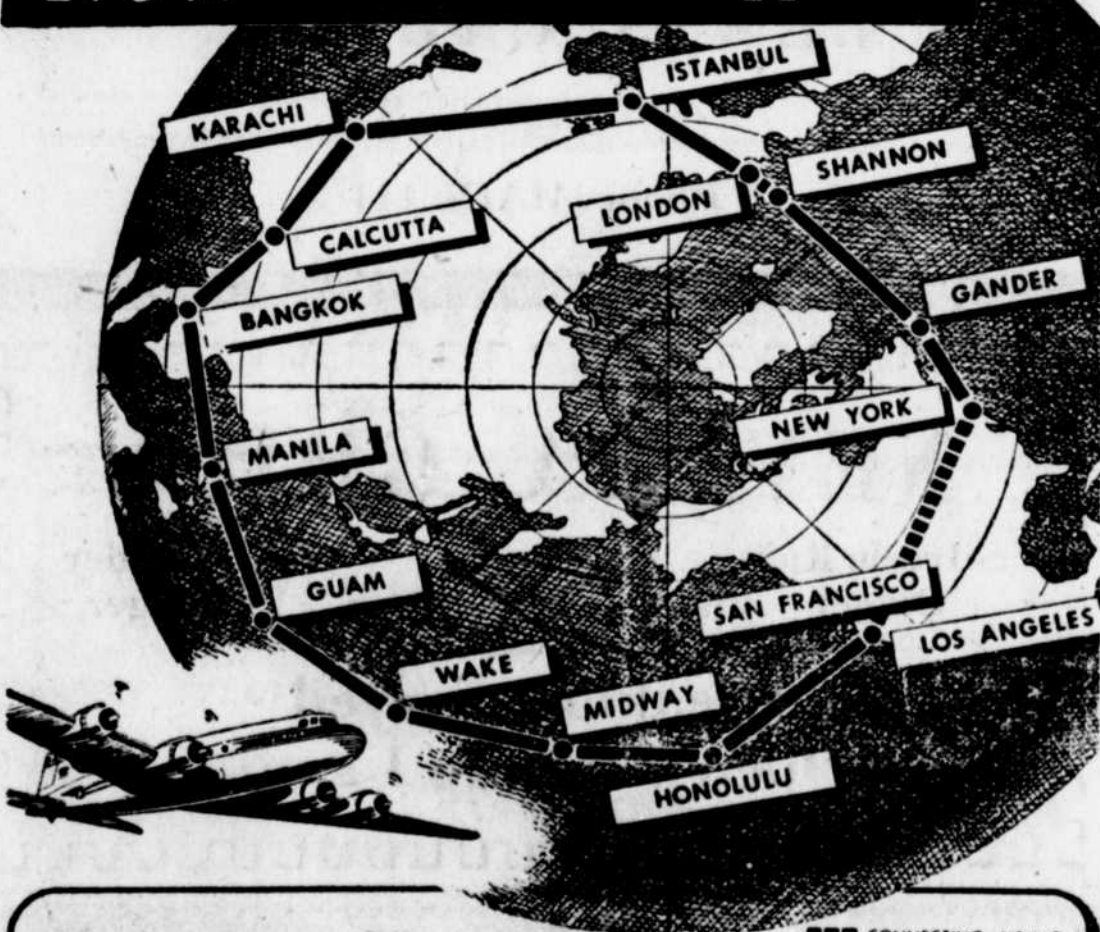 ISTANBUL
KARACHI
SHANNON
LONDON
CALCUTTA
GANDER
BANGKOK
NEW YORK
MANILA
GUAM
SAN FRANCISCO
LOS ANGELES
WAKE
MIDWAY
HONOLULU